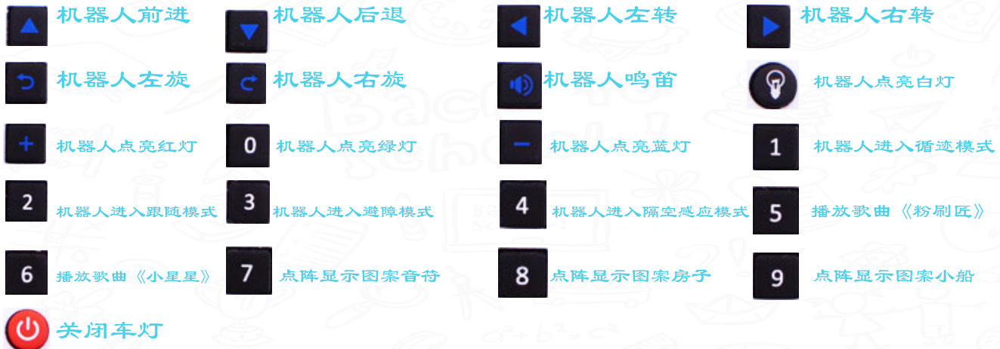 机器人前进
机器人后退
机器人左转
机器人右转
机器人左旋
机器人右旋
机器人鸣笛
机器人点亮白灯
+ 机器人点亮红灯
0 机器人点亮绿灯
- 机器人点亮蓝灯
1 机器人进入循迹模式
2 机器人进入跟随模式
3 机器人进入避障模式
4 机器人进入隔空感应模式
5 播放歌曲《粉刷匠》
6 播放歌曲《小星星》
7 点阵显示图案音符
8 点阵显示图案房子
9 点阵显示图案小船
关闭车灯